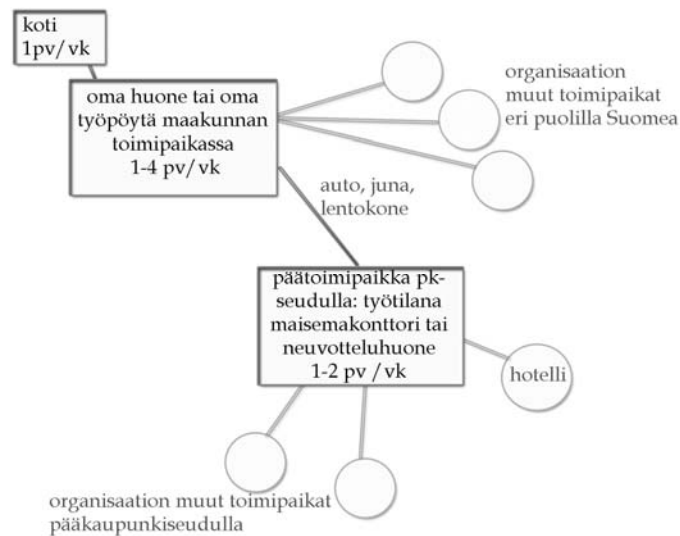 koti
1pv/vk
oma huone tai oma
työpöytä maakunnan
toimipaikassa
1-4 pv/vk
organisaation
muut toimipaikat
eri puolilla Suomea
auto, juna,
lentokone
päätoimipaikka pk-
seudulla: työtilana
maisemakonttori tai
neuvotteluhuone
1-2 pv /vk
hotelli
organisaation muut toimipaikat
pääkaupunkiseudulla